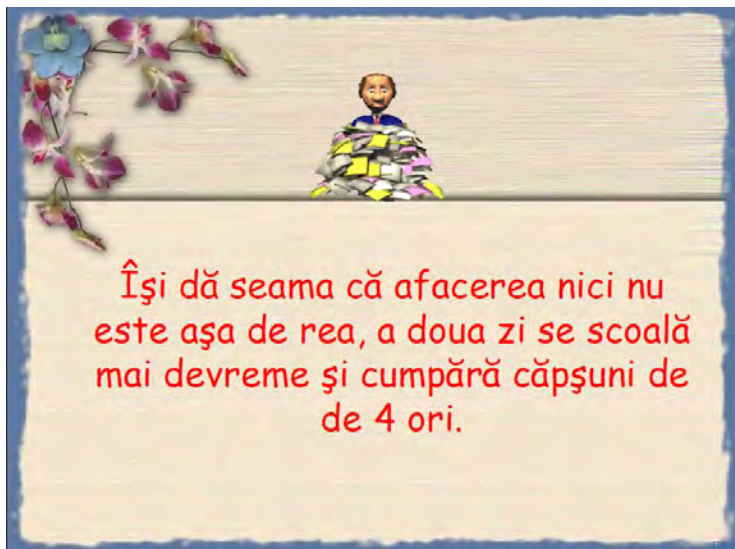 Îşi dă seama că afacerea nici nu
este aşa de rea, a doua zi se scoală
mai devreme şi cumpără căpşuni de
de 4 ori.